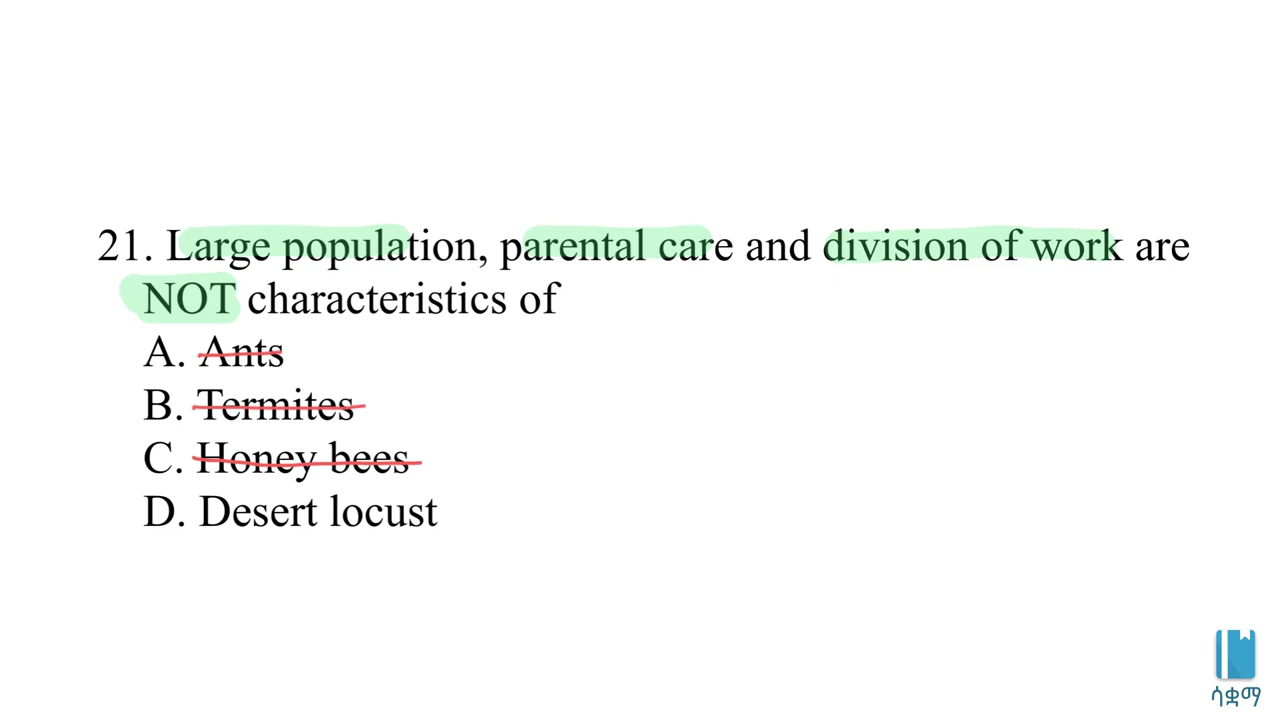 21. Large population, parental care and division of work are
NOT characteristics of
A. Ants
B. Termites
C. Honey bees
D. Desert locust
ሳቋማ